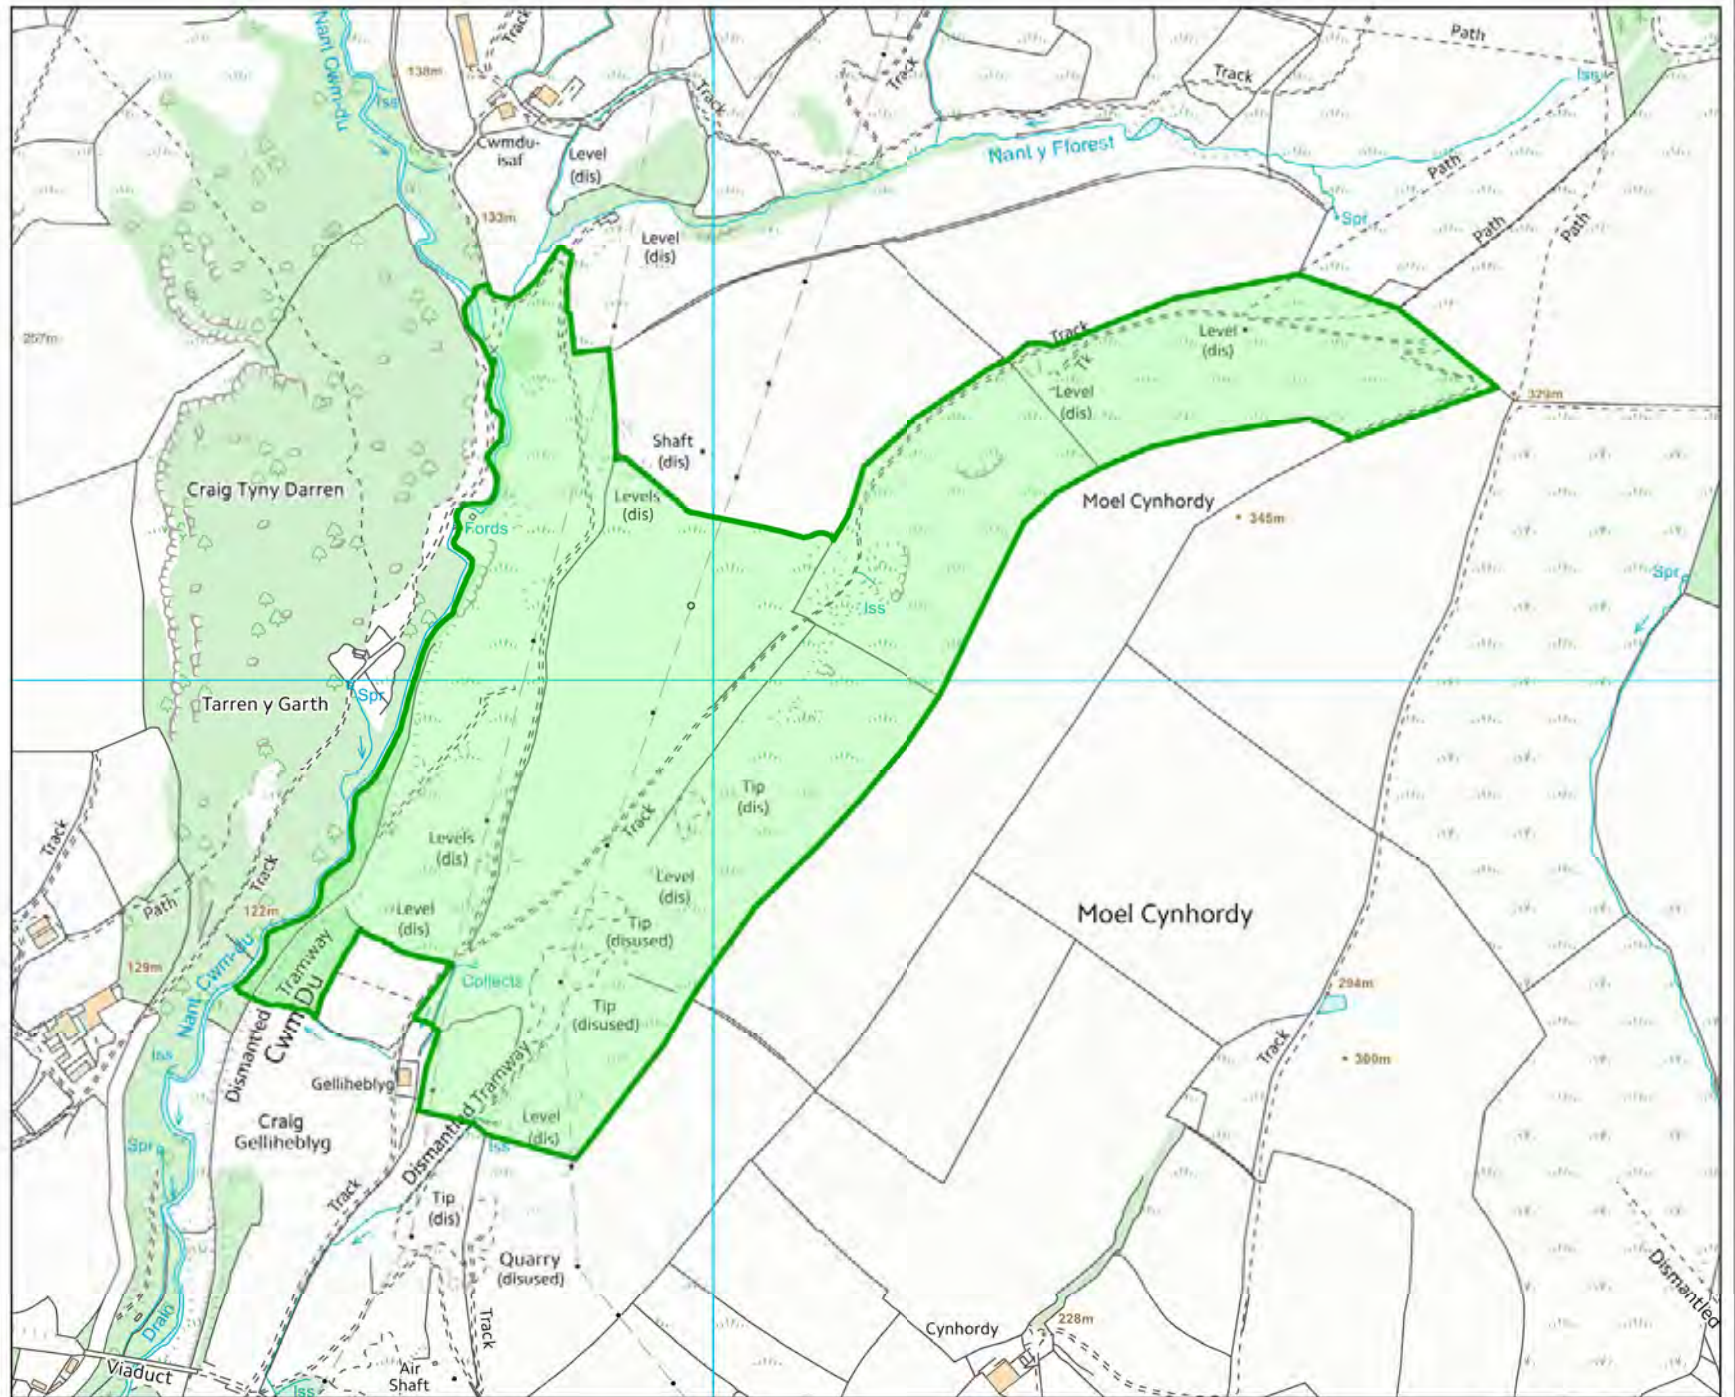 Nant Cwm-du
Track
Path
Iss
138m
Iss
Track
Track
Track
Cwmdu-
isaf
Level
(dis)
Nant y Fforest
Path
133m
Level
(dis)
Spr
Path
Path
257m
Track
Tk
Level
(dis)
Level
(dis)
329m
Shaft
(dis)
Craig Tyny Darren
Levels
(dis)
Moel Cynhordy
345m
Fords
Spr
Iss
Spr
Tarren y Garth
Tip
(dis)
Track
Track
Levels
(dis)
Track
Level
(dis)
Path
122m
Level
(dis)
Moel Cynhordy
Tip
(disused)
129m
Nant Cwm-du
Dismantled Tramway
Cwm Du
Collects
294m
Tip
(disused)
Iss
Track
300m
Gelliheblyg
Craig
Gelliheblyg
Dismantled Tramway
Level
(dis)
Spr
Iss
Track
Tip
(dis)
Quarry
(disused)
Dismantled
Drain
Track
Cynhordy
228m
Viaduct
Air
Shaft
Iss